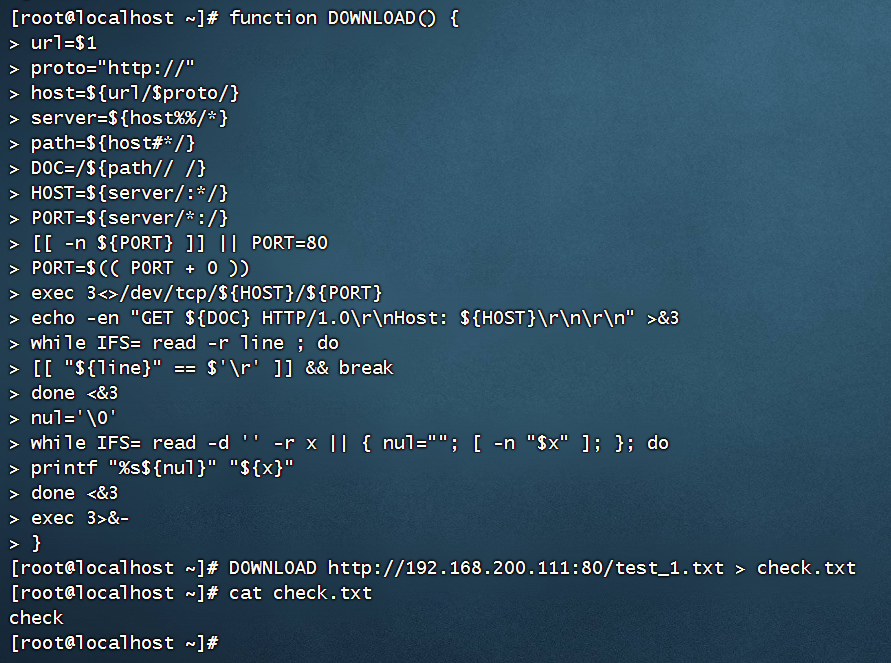 [root@localhost ~]# function DOWNLOAD() {
> url=$1
> proto="http://"
> host=${url/$proto/}
> server=${host%%/*}
> path=${host#*/}
> DOC=/${path// /}
> HOST=${server/:*/}
> PORT=${server/*:/}
> [[ -n ${PORT} ]] || PORT=80
> PORT=$(( PORT + 0 ))
> exec 3<>/dev/tcp/${HOST}/${PORT}
> echo -en "GET ${DOC} HTTP/1.0\r\nHost: ${HOST}\r\n\r\n" >&3
> while IFS= read -r line ; do
> [[ "${line}" == $'\r' ]] && break
> done <&3
> nul='\0'
> while IFS= read -d '' -r x || { nul=""; [ -n "$x" ]; }; do
> printf "%s${nul}" "${x}"
> done <&3
> exec 3>&-
> }
[root@localhost ~]# DOWNLOAD http://192.168.200.111:80/test_1.txt > check.txt
[root@localhost ~]# cat check.txt
check
[root@localhost ~]#